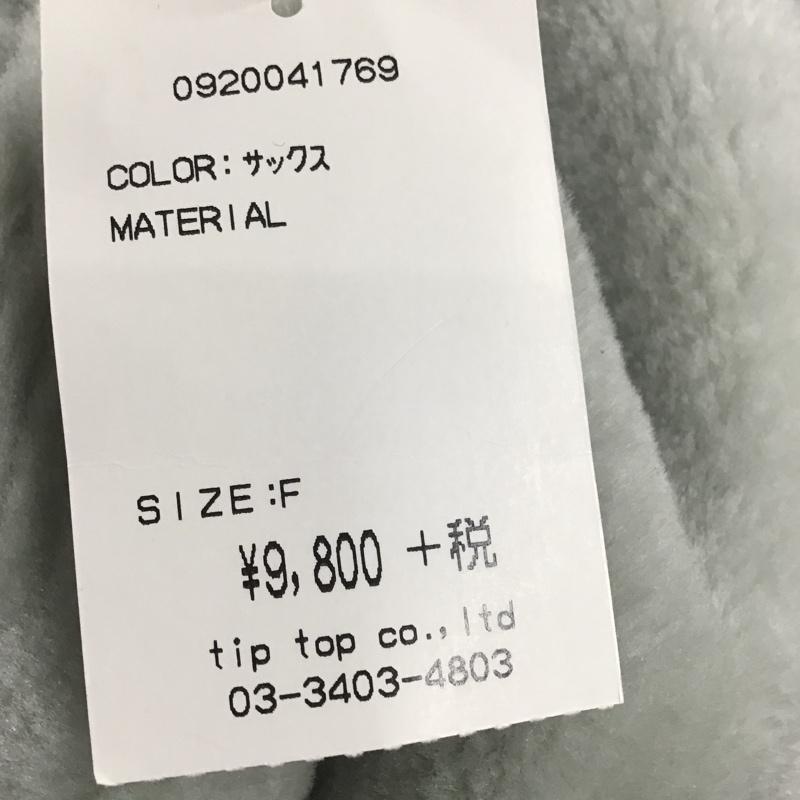 0920041769
COLOR: サックス
MATERIAL
SIZE:F
¥9,800 +税
tip top co.,ltd
03-3403-4803